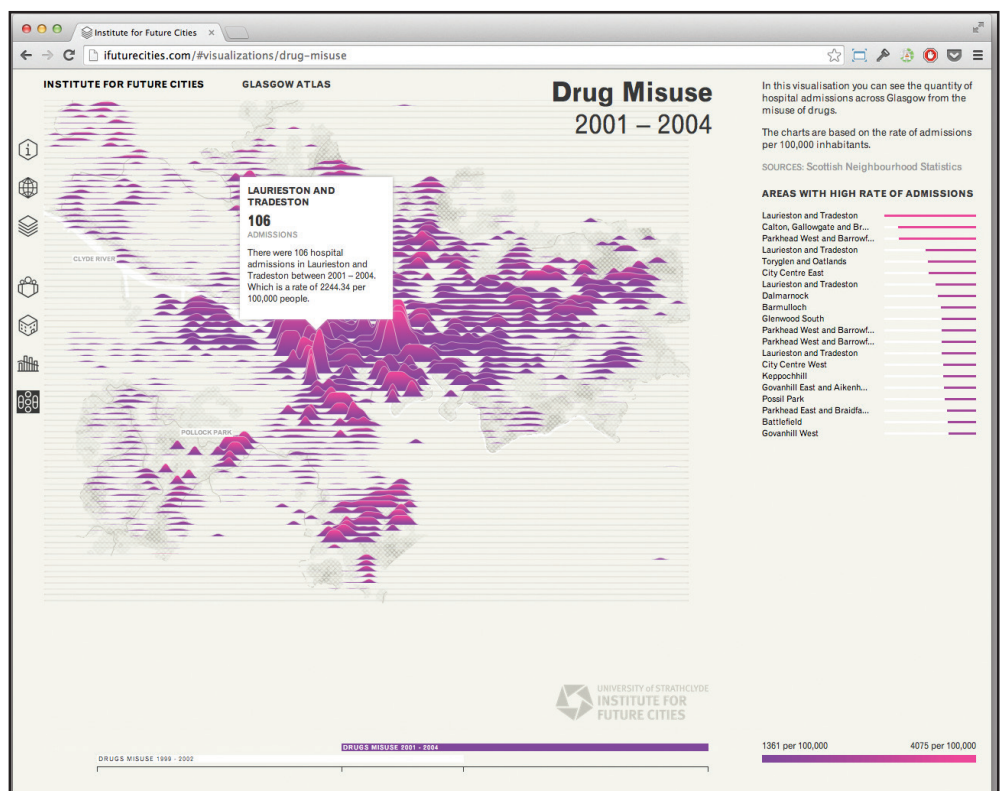 Institute for Future Cities
ifuturecities.com/#visualizations/drug-misuse
INSTITUTE FOR FUTURE CITIES
GLASGOW ATLAS
Drug Misuse
2001 – 2004
In this visualisation you can see the quantity of
hospital admissions across Glasgow from the
misuse of drugs.
The charts are based on the rate of admissions
per 100,000 inhabitants.
SOURCES: Scottish Neighbourhood Statistics
AREAS WITH HIGH RATE OF ADMISSIONS
Laurieston and Tradeston
Calton, Gallowgate and Br...
Parkhead West and Barrowf...
Laurieston and Tradeston
Toryglen and Oatlands
City Centre East
Laurieston and Tradeston
Dalmarnock
Barmulloch
Glenwood South
Parkhead West and Barrowf...
Parkhead West and Barrowf...
Laurieston and Tradeston
City Centre West
Keppochhill
Govanhill East and Aikenh...
Possil Park
Parkhead East and Braidfa...
Battlefield
Govanhill West
LAURIESTON AND
TRADESTON
106
ADMISSIONS
There were 106 hospital
admissions in Laurieston and
Tradeston between 2001 – 2004.
Which is a rate of 2244.34 per
100,000 people.
CLYDE RIVER
POLLOCK PARK
UNIVERSITY of STRATHCLYDE
INSTITUTE FOR
FUTURE CITIES
DRUGS MISUSE 2001 - 2004
DRUGS MISUSE 1999 - 2002
1361 per 100,000
4075 per 100,000